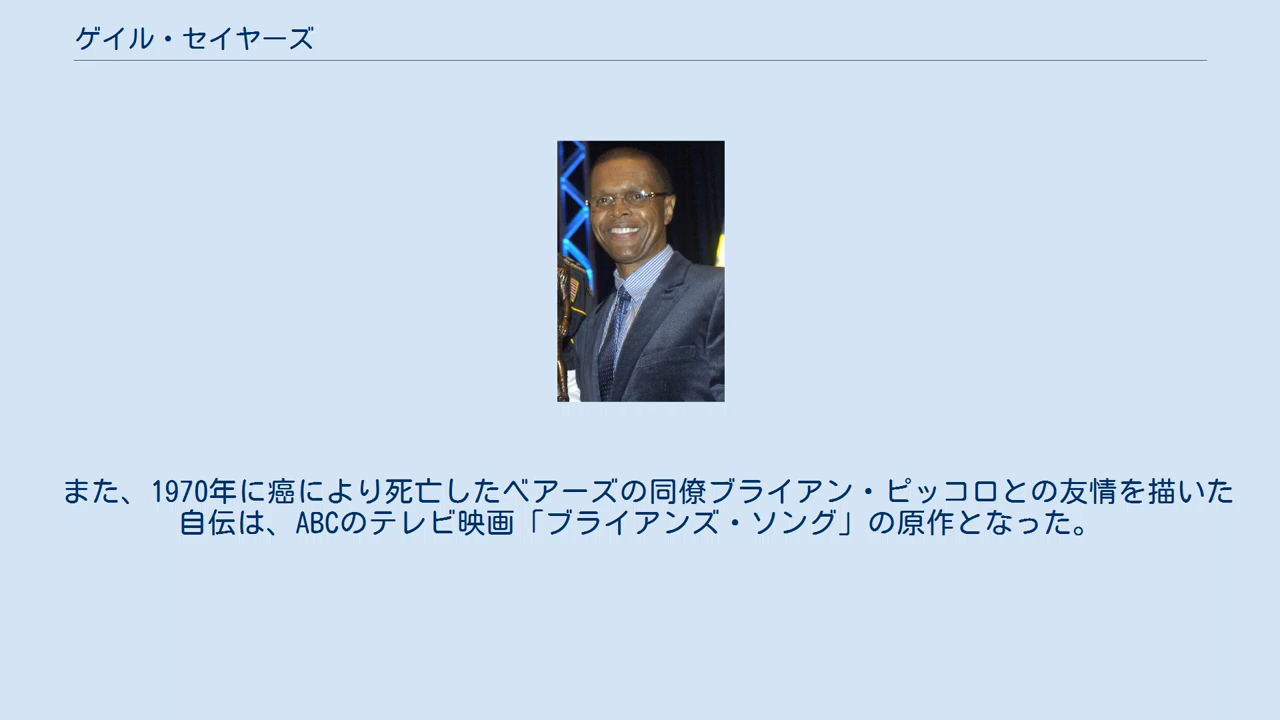 ゲイル・セイヤーズ
また、1970年に癌により死亡したベアーズの同僚ブライアン・ピッコロとの友情を描いた
自伝は、ABCのテレビ映画「ブライアンズ・ソング」の原作となった。